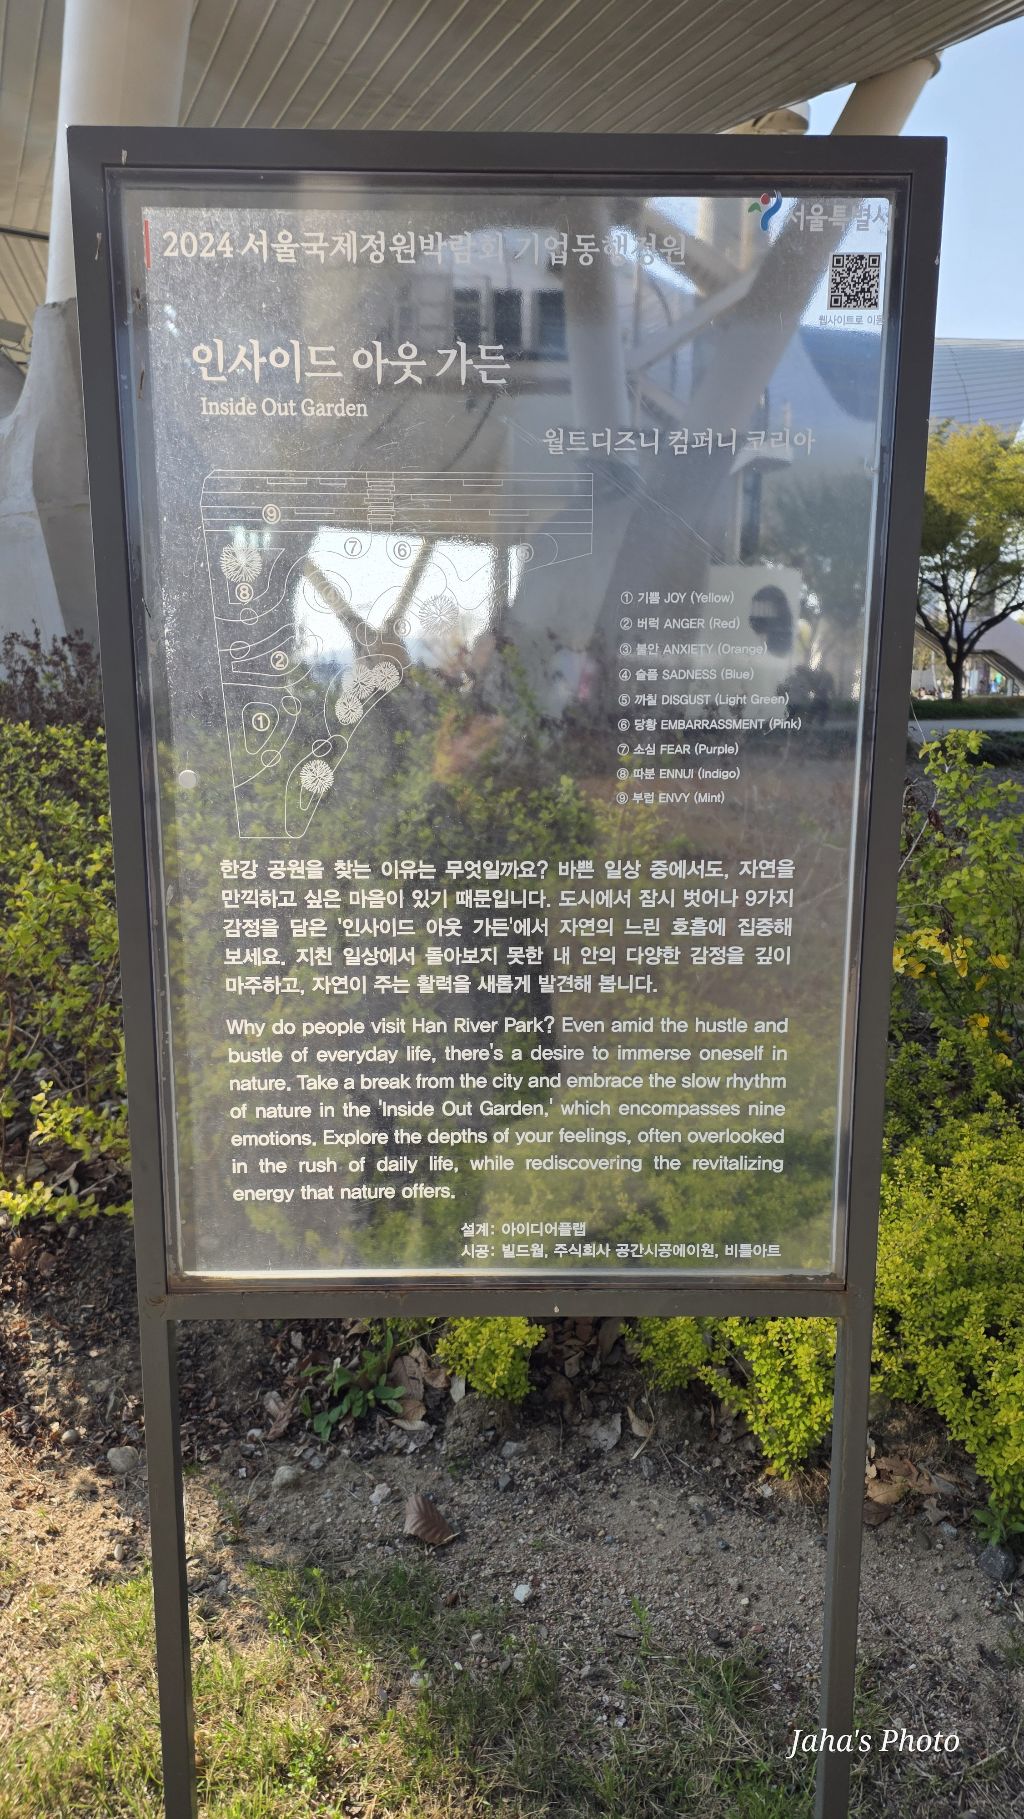 2024 서울국제정원박람회 기업동행정원
서울특별시
웹사이트로 이동
인사이드 아웃 가든
Inside Out Garden
월트디즈니 컴퍼니 코리아
⑨
⑦ ⑥ ⑤
⑧ ④
③
②
①
① 기쁨 JOY (Yellow)
② 버럭 ANGER (Red)
③ 불안 ANXIETY (Orange)
④ 슬픔 SADNESS (Blue)
⑤ 까칠 DISGUST (Light Green)
⑥ 당황 EMBARRASSMENT (Pink)
⑦ 소심 FEAR (Purple)
⑧ 따분 ENNUI (Indigo)
⑨ 부럽 ENVY (Mint)
한강 공원을 찾는 이유는 무엇일까요? 바쁜 일상 중에서도, 자연을
만끽하고 싶은 마음이 있기 때문입니다. 도시에서 잠시 벗어나 9가지
감정을 담은 '인사이드 아웃 가든'에서 자연의 느린 호흡에 집중해
보세요. 지친 일상에서 돌아보지 못한 내 안의 다양한 감정을 깊이
마주하고, 자연이 주는 활력을 새롭게 발견해 봅니다.
Why do people visit Han River Park? Even amid the hustle and
bustle of everyday life, there's a desire to immerse oneself in
nature. Take a break from the city and embrace the slow rhythm
of nature in the 'Inside Out Garden,' which encompasses nine
emotions. Explore the depths of your feelings, often overlooked
in the rush of daily life, while rediscovering the revitalizing
energy that nature offers.
설계: 아이디어플랩
시공: 빌드웜, 주식회사 공간시공에이원, 비틀아트
Jaha's Photo